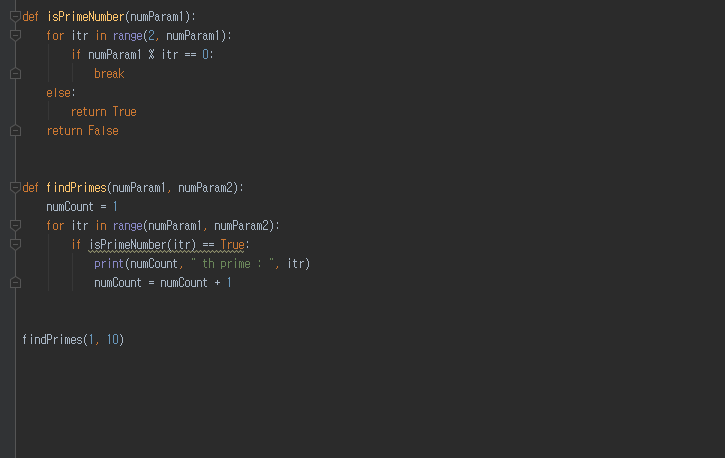 def isPrimeNumber(numParam1):
    for itr in range(2, numParam1):
        if numParam1 % itr == 0:
            break
    else:
        return True
    return False
def findPrimes(numParam1, numParam2):
    numCount = 1
    for itr in range(numParam1, numParam2):
        if isPrimeNumber(itr) == True:
            print(numCount, " th prime : ", itr)
            numCount = numCount + 1
findPrimes(1, 10)